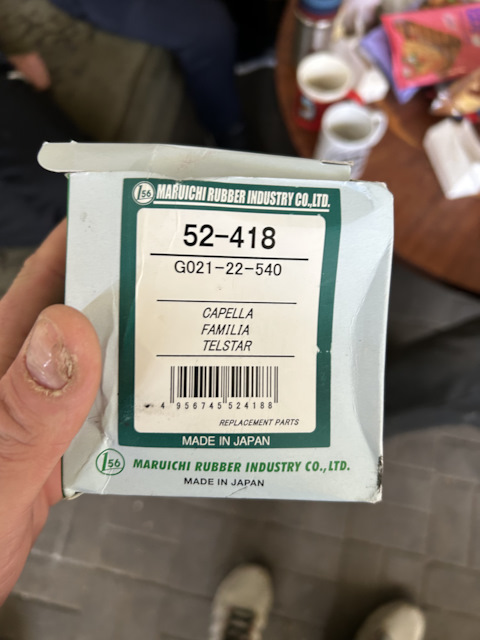 156 MARUICHI RUBBER INDUSTRY CO.,LTD.
52-418
G021-22-540
CAPELLA
FAMILIA
TELSTAR
4 956745 524188
REPLACEMENT PARTS
MADE IN JAPAN
156 MARUICHI RUBBER INDUSTRY CO.,LTD.
MADE IN JAPAN